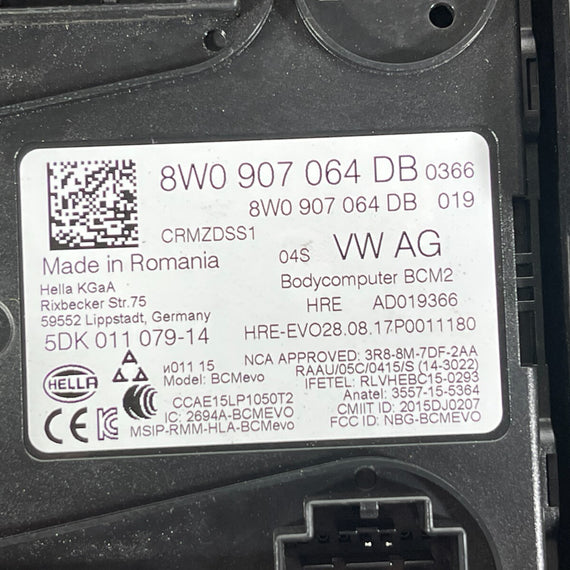 8W0 907 064 DB 0366
8W0 907 064 DB 019
CRMZDSS1
Made in Romania 04S VW AG
Hella KGaA Bodycomputer BCM2
Rixbecker Str.75 HRE AD019366
59552 Lippstadt, Germany
5DK 011 079-14 HRE-EVO28.08.17P0011180
и011 15 NCA APPROVED: 3R8-8M-7DF-2AA
Model: BCMevo RAAU/05C/0415/S (14-3022)
HELLA IFETEL: RLVHEBC15-0293
CCAE15LP1050T2 Anatel: 3557-15-5364
CE IC: 2694A-BCMEVO CMIIT ID: 2015DJ0207
MSIP-RMM-HLA-BCMevo FCC ID: NBG-BCMEVO